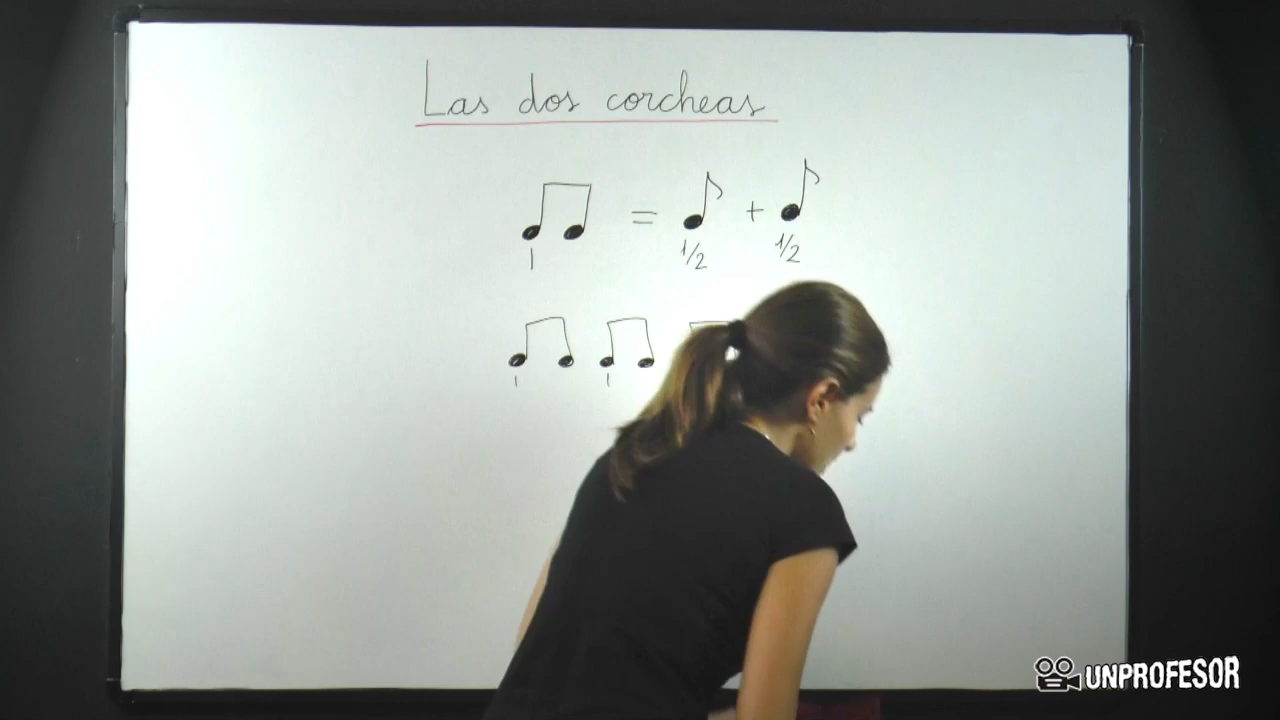 Las dos corcheas
= +
1 1/2 1/2
1 1
UNPROFESOR